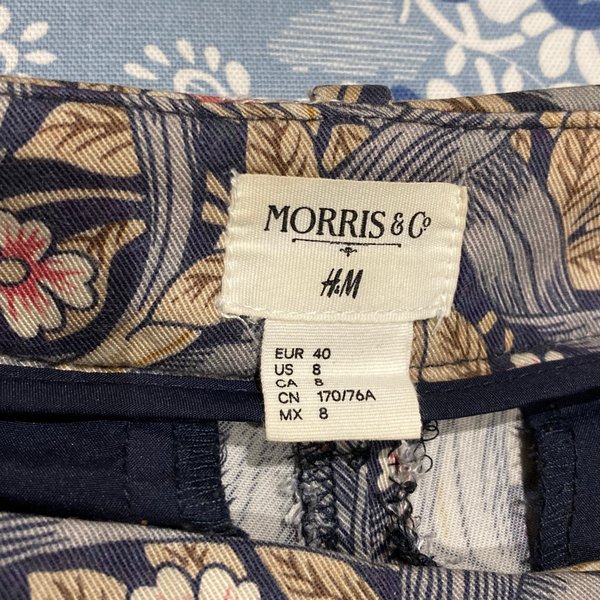 MORRIS & Co
H&M
EUR 40
US 8
CA 8
CN 170/76A
MX 8